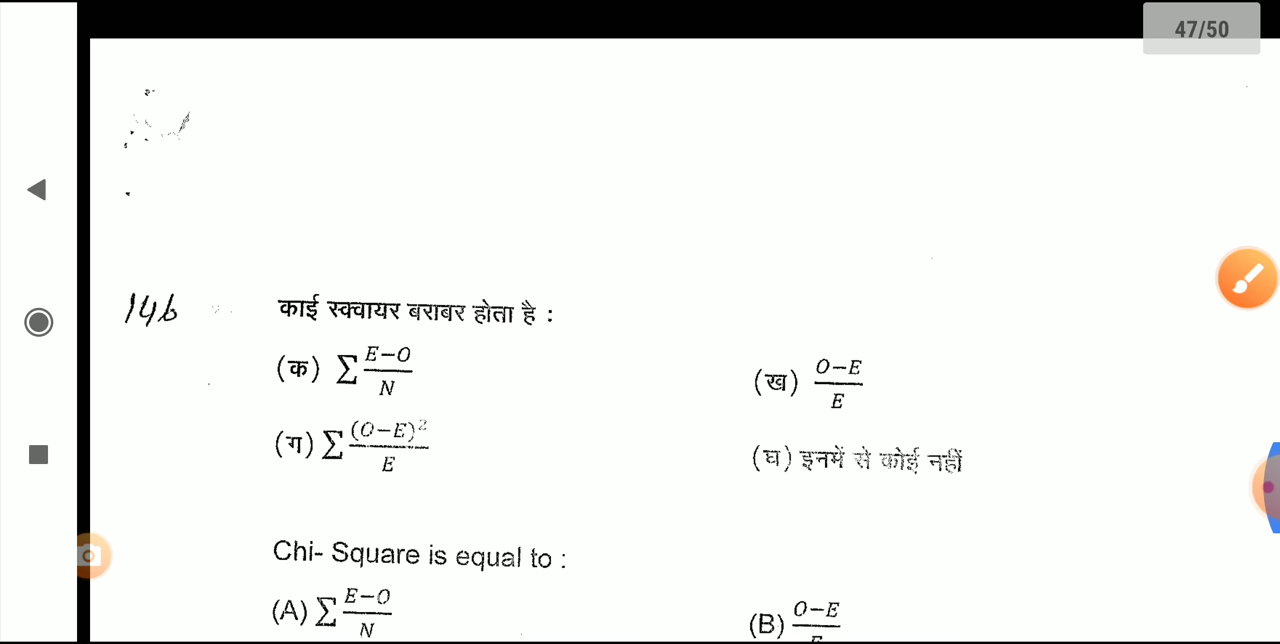 47/50
146
काई स्क्वायर बराबर होता है :
(क) ∑ E−O / N
(ख) O−E / E
(ग) ∑ (O−E)² / E
(घ) इनमें से कोई नहीं
Chi- Square is equal to :
(A) ∑ E−O / N
(B) O−E / E